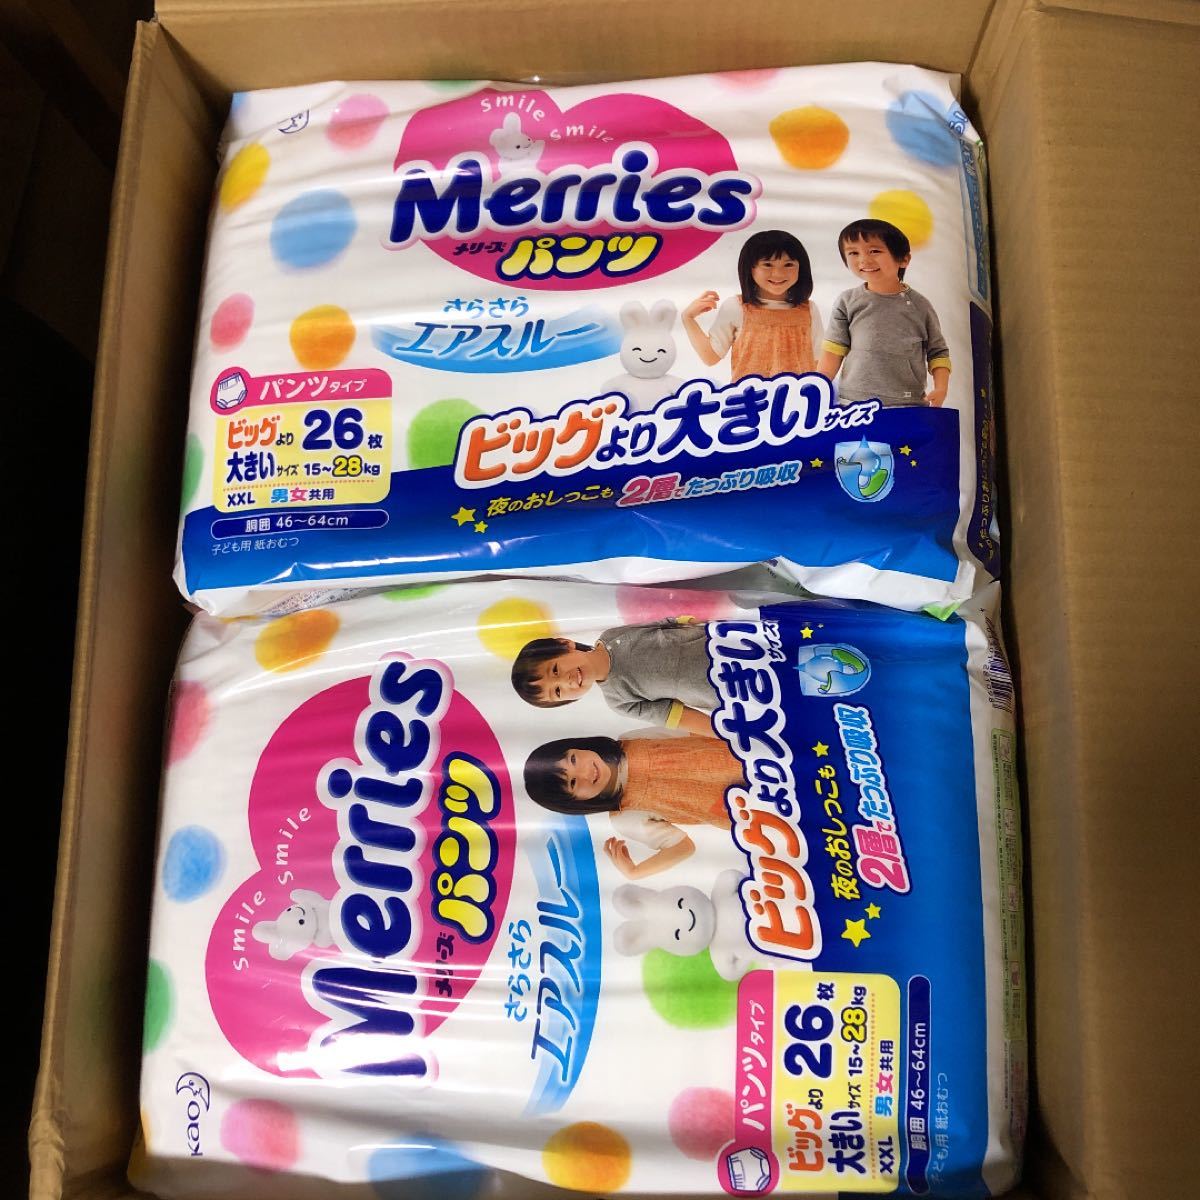 smile
smile
Merries
メリーズ パンツ
さらさら
エアスルー
パンツタイプ
ビッグより 26枚
大きいサイズ 15~28kg
XXL 男女共用
胴囲 46~64cm
子ども用 紙おむつ
ビッグより大きいサイズ
夜のおしっこも 2層でたっぷり吸収
smile smile
Merries
メリーズ パンツ
さらさら
エアスルー
ビッグより大きいサイズ
夜のおしっこも
2層でたっぷり吸収
パンツタイプ
ビッグより 26枚
大きいサイズ 15~28kg
XXL 男女共用
胴囲 46~64cm
子ども用 紙おむつ
Kao